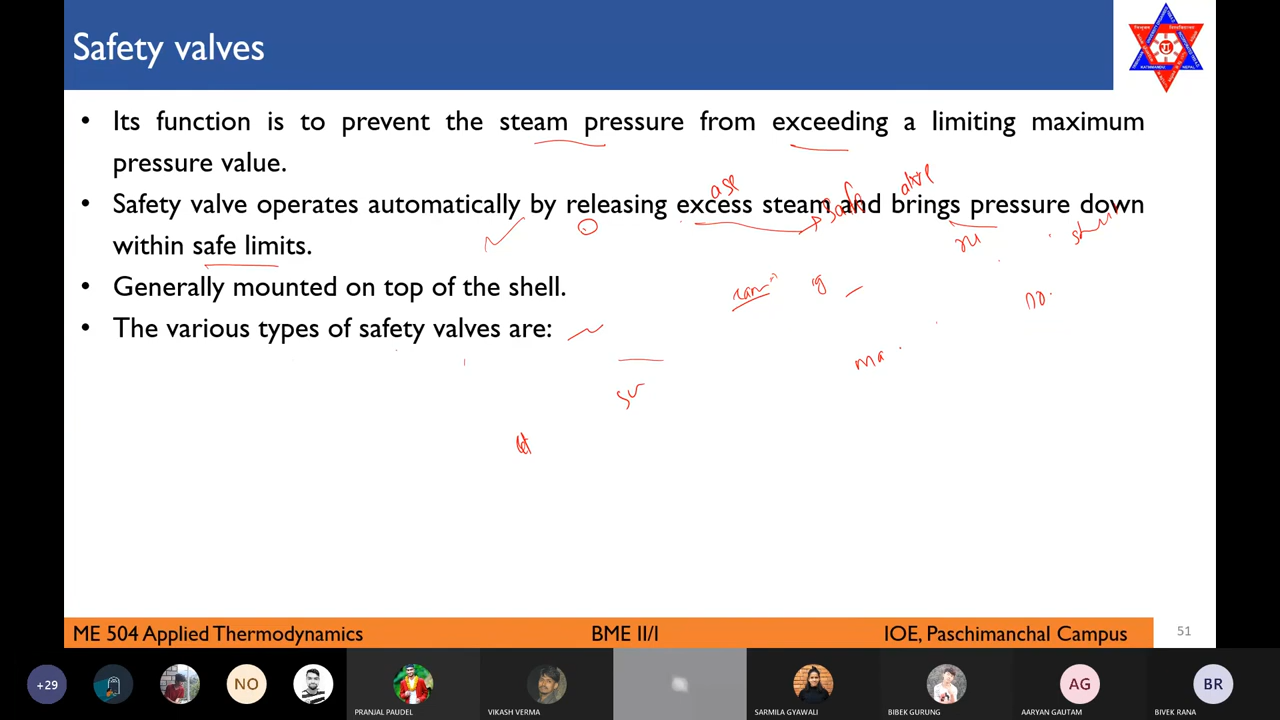 Safety valves
• Its function is to prevent the steam pressure from exceeding a limiting maximum
pressure value.
• Safety valve operates automatically by releasing excess steam and brings pressure down
within safe limits.
• Generally mounted on top of the shell.
• The various types of safety valves are:
no.
ma
ME 504 Applied Thermodynamics
BME II/I
IOE, Paschimanchal Campus
51
+29
NO
PRANJAL PAUDEL
VIKASH VERMA
SARMILA GYAWALI
BIBEK GURUNG
AG
AARYAN GAUTAM
BR
BIVEK RANA